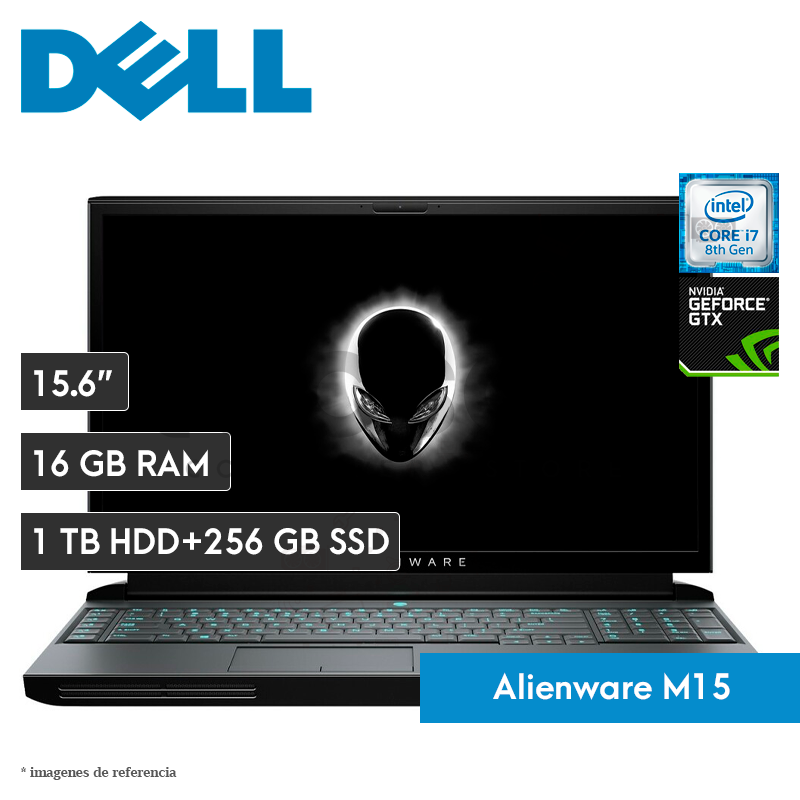 DELL
intel
CORE i7
8th Gen
NVIDIA
GEFORCE
GTX
15.6"
16 GB RAM
1 TB HDD+256 GB SSD
WARE
Alienware M15
* imagenes de referencia